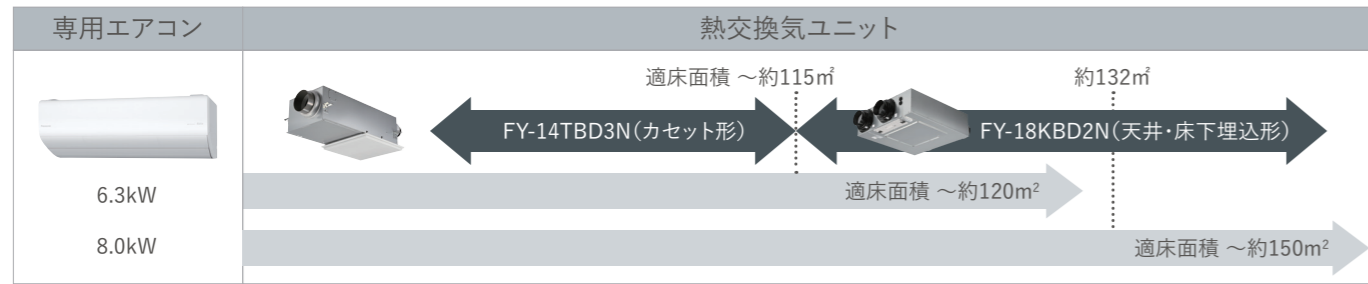 専用エアコン
熱交換気ユニット
適床面積 ～約115㎡
約132㎡
FY-14TBD3N（カセット形）
FY-18KBD2N（天井・床下埋込形）
6.3kW
適床面積 ～約120m²
8.0kW
適床面積 ～約150m²